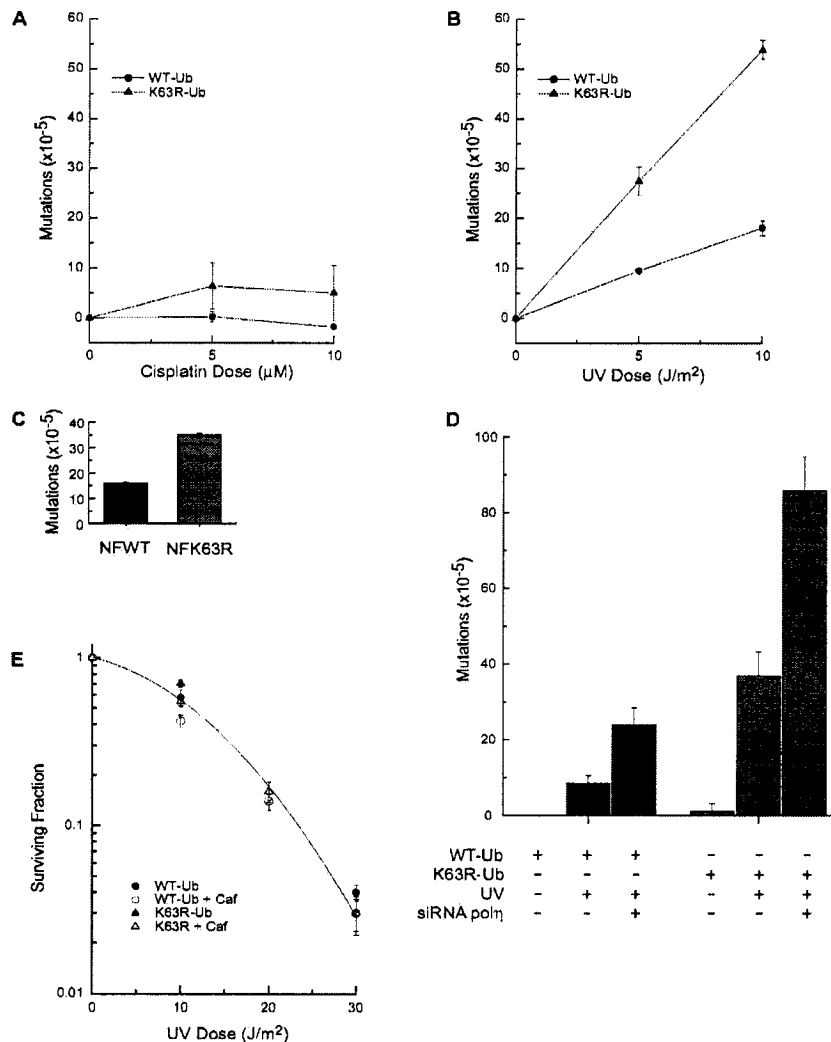 A
60
50
40
30
20
10
0
Mutations (x10-5)
WT-Ub
K63R-Ub
0 5 10
Cisplatin Dose (μM)
B
60
50
40
30
20
10
0
Mutations (x10-5)
WT-Ub
K63R-Ub
0 5 10
UV Dose (J/m2)
C
40
30
20
10
0
Mutations (x10-5)
NFWT NFK63R
D
100
80
60
40
20
0
Mutations (x10-5)
WT-Ub + + + - - -
K63R-Ub - - - + + +
UV - + + - + +
siRNA polη - - + - - +
E
1
0.1
0.01
Surviving Fraction
WT-Ub
WT-Ub + Caf
K63R-Ub
K63R + Caf
0 10 20 30
UV Dose (J/m2)